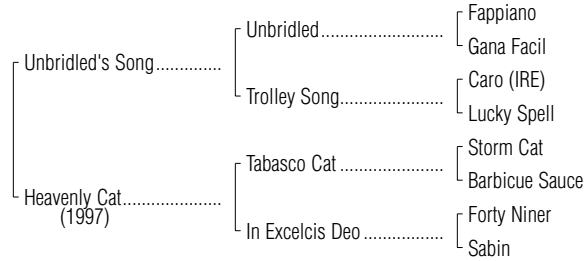 Fappiano
Unbridled......................
Gana Facil
Unbridled's Song............
Caro (IRE)
Trolley Song..................
Lucky Spell
Storm Cat
Tabasco Cat ..................
Barbicue Sauce
Heavenly Cat.................
(1997)
Forty Niner
In Excelcis Deo ..............
Sabin